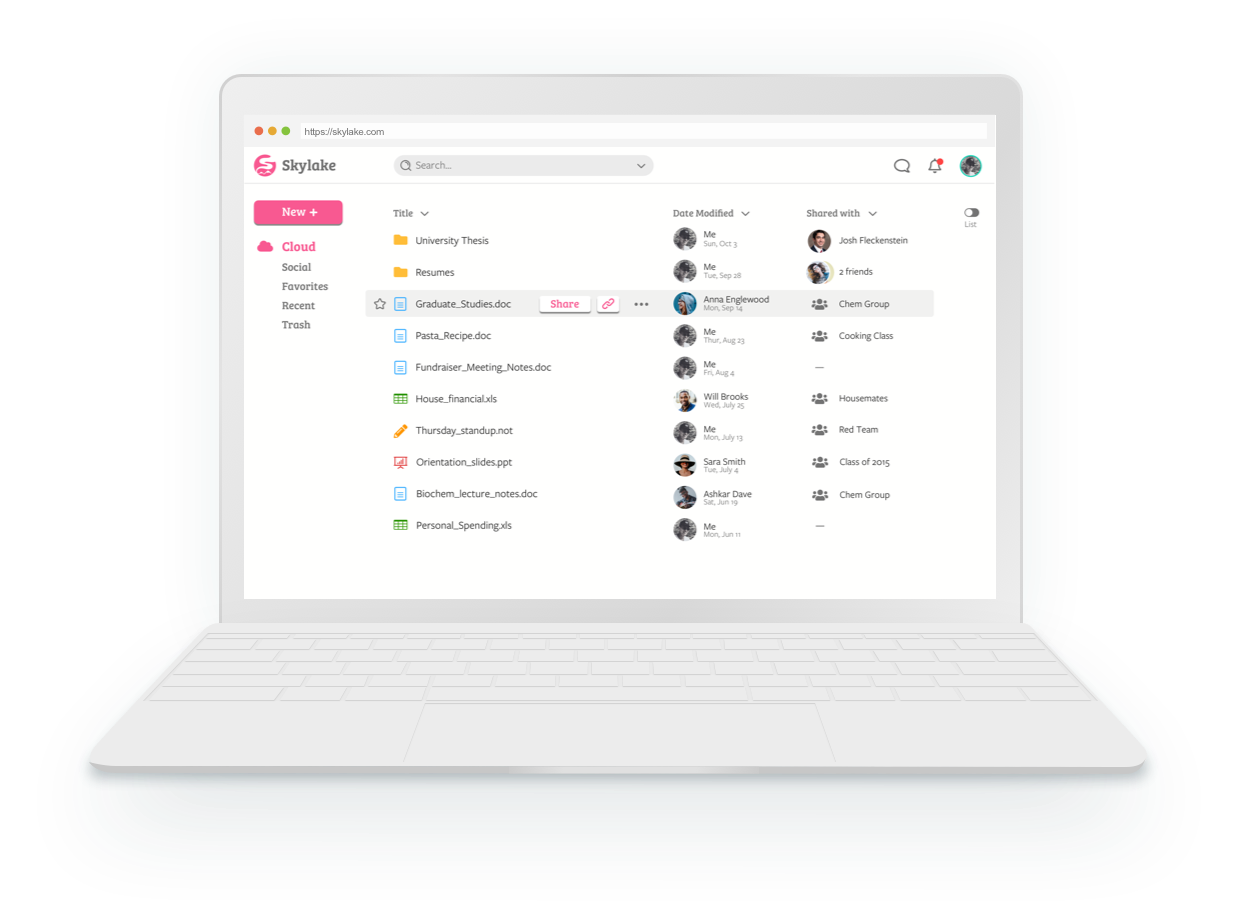 https://skylake.com
Skylake
Search...
New +
Cloud
Social
Favorites
Recent
Trash
Title
Date Modified
Shared with
List
University Thesis
Me
Sun, Oct 3
Josh Fleckenstein
Resumes
Me
Tue, Sep 28
2 friends
Graduate_Studies.doc
Share
Anna Englewood
Mon, Sep 14
Chem Group
Pasta_Recipe.doc
Me
Thur, Aug 23
Cooking Class
Fundraiser_Meeting_Notes.doc
Me
Fri, Aug 4
—
House_financial.xls
Will Brooks
Wed, July 25
Housemates
Thursday_standup.not
Me
Mon, July 13
Red Team
Orientation_slides.ppt
Sara Smith
Tue, July 4
Class of 2015
Biochem_lecture_notes.doc
Ashkar Dave
Sat, Jun 19
Chem Group
Personal_Spending.xls
Me
Mon, Jun 11
—